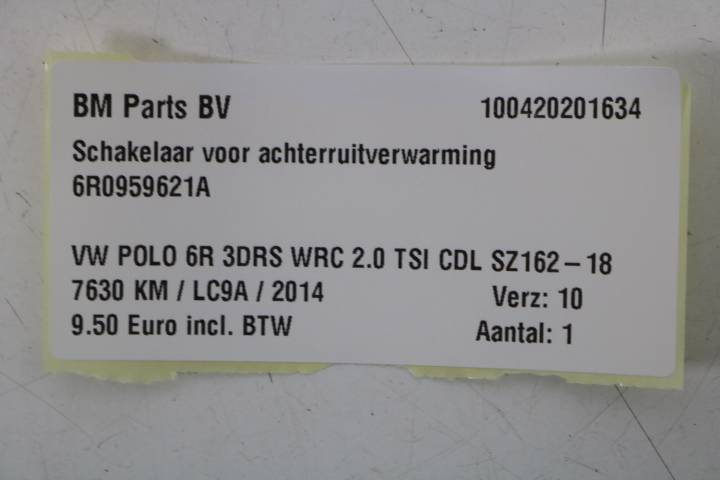 BM Parts BV 100420201634
Schakelaar voor achterruitverwarming
6R0959621A
VW POLO 6R 3DRS WRC 2.0 TSI CDL SZ162-18
7630 KM / LC9A / 2014 Verz: 10
9.50 Euro incl. BTW Aantal: 1